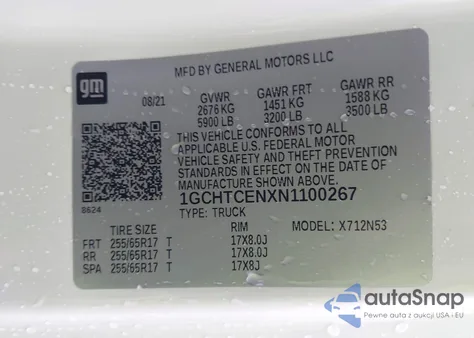 gm
MFD BY GENERAL MOTORS LLC
08/21 GVWR GAWR FRT GAWR RR
2676 KG 1451 KG 1588 KG
5900 LB 3200 LB 3500 LB
THIS VEHICLE CONFORMS TO ALL
APPLICABLE U.S. FEDERAL MOTOR
VEHICLE SAFETY AND THEFT PREVENTION
STANDARDS IN EFFECT ON THE DATE OF
MANUFACTURE SHOWN ABOVE.
8624
1GCHTCENXN1100267
TYPE: TRUCK MODEL: X712N53
TIRE SIZE RIM
FRT 255/65R17 T 17X8.0J
RR 255/65R17 T 17X8.0J
SPA 255/65R17 T 17X8J
autoSnap
Pewne auta z aukcji USA i EU